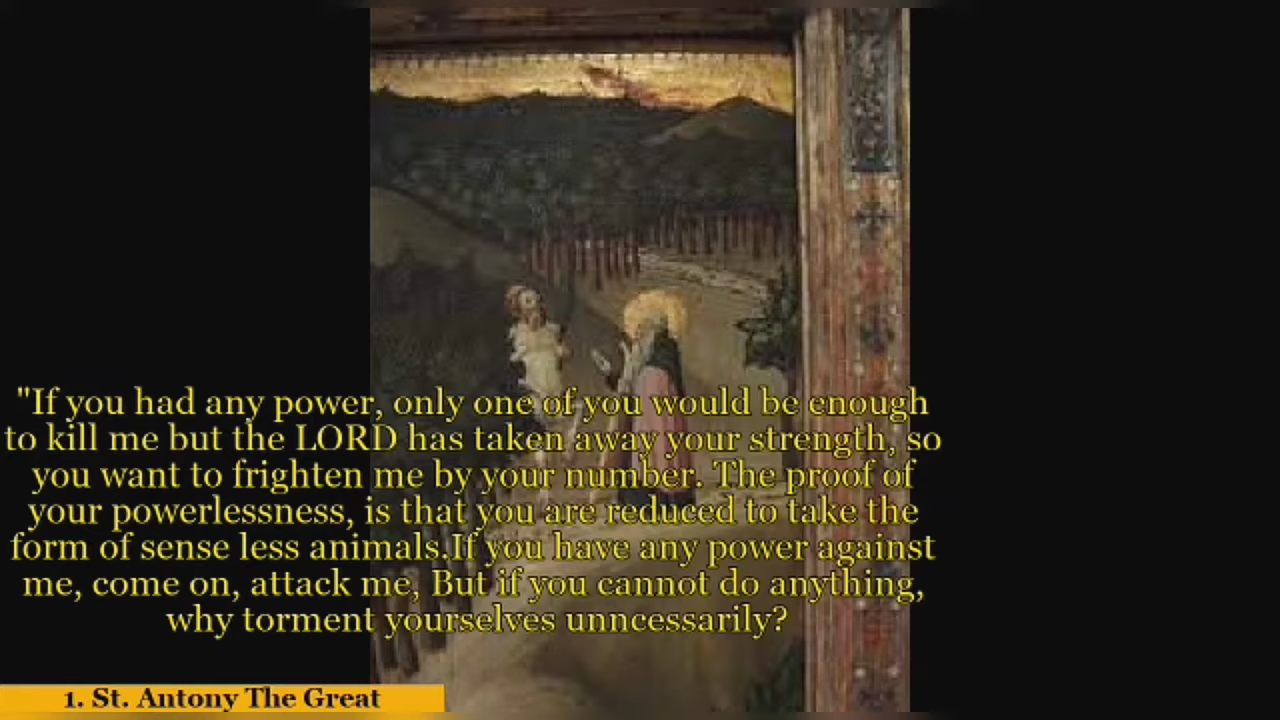 "If you had any power, only one of you would be enough
to kill me but the LORD has taken away your strength, so
you want to frighten me by your number. The proof of
your powerlessness, is that you are reduced to take the
form of sense less animals.If you have any power against
me, come on, attack me, But if you cannot do anything,
why torment yourselves unncessarily?
1. St. Antony The Great